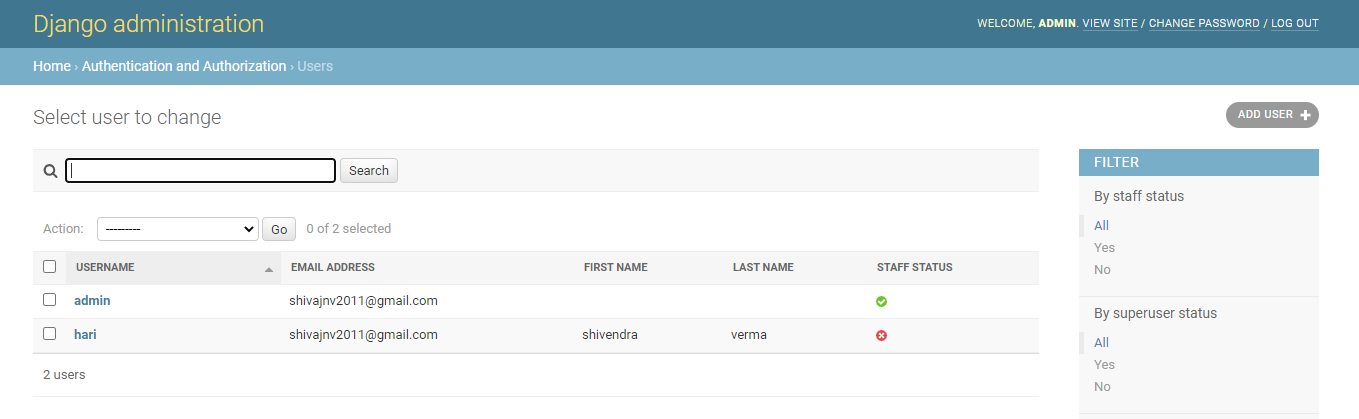 Django administration
WELCOME, ADMIN. VIEW SITE / CHANGE PASSWORD / LOG OUT
Home › Authentication and Authorization › Users
Select user to change
ADD USER +
Search
Action: --------- Go 0 of 2 selected
USERNAME EMAIL ADDRESS FIRST NAME LAST NAME STAFF STATUS
admin shivajnv2011@gmail.com
hari shivajnv2011@gmail.com shivendra verma
2 users
FILTER
By staff status
All
Yes
No
By superuser status
All
Yes
No